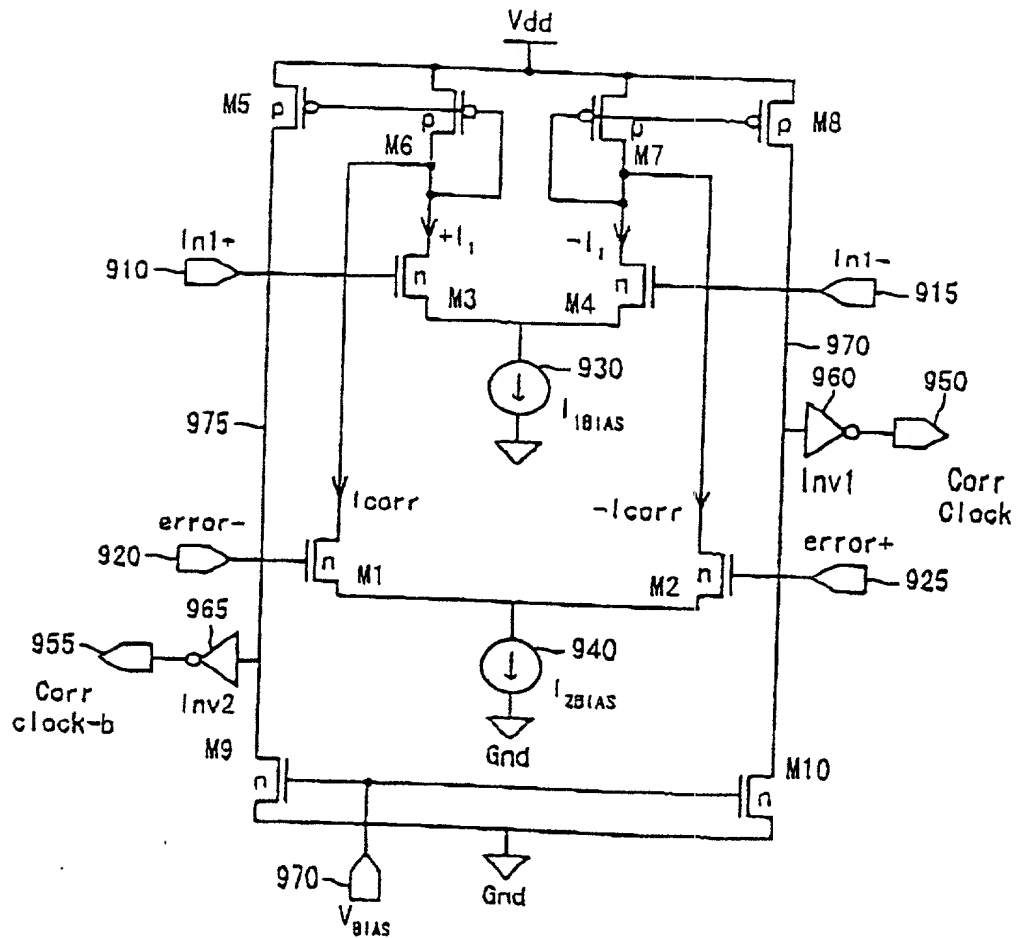 Vdd
M5
p
p
M6
p
M7
p
M8
+I1
-I1
In1+
910
n
M3
M4
n
In1-
915
930
I1BIAS
970
960
950
975
Inv1
Corr
Clock
Icorr
-Icorr
error-
920
n
M1
M2
n
error+
925
965
955
Corr
clock-b
Inv2
940
I2BIAS
Gnd
M9
n
M10
n
970
Gnd
VBIAS